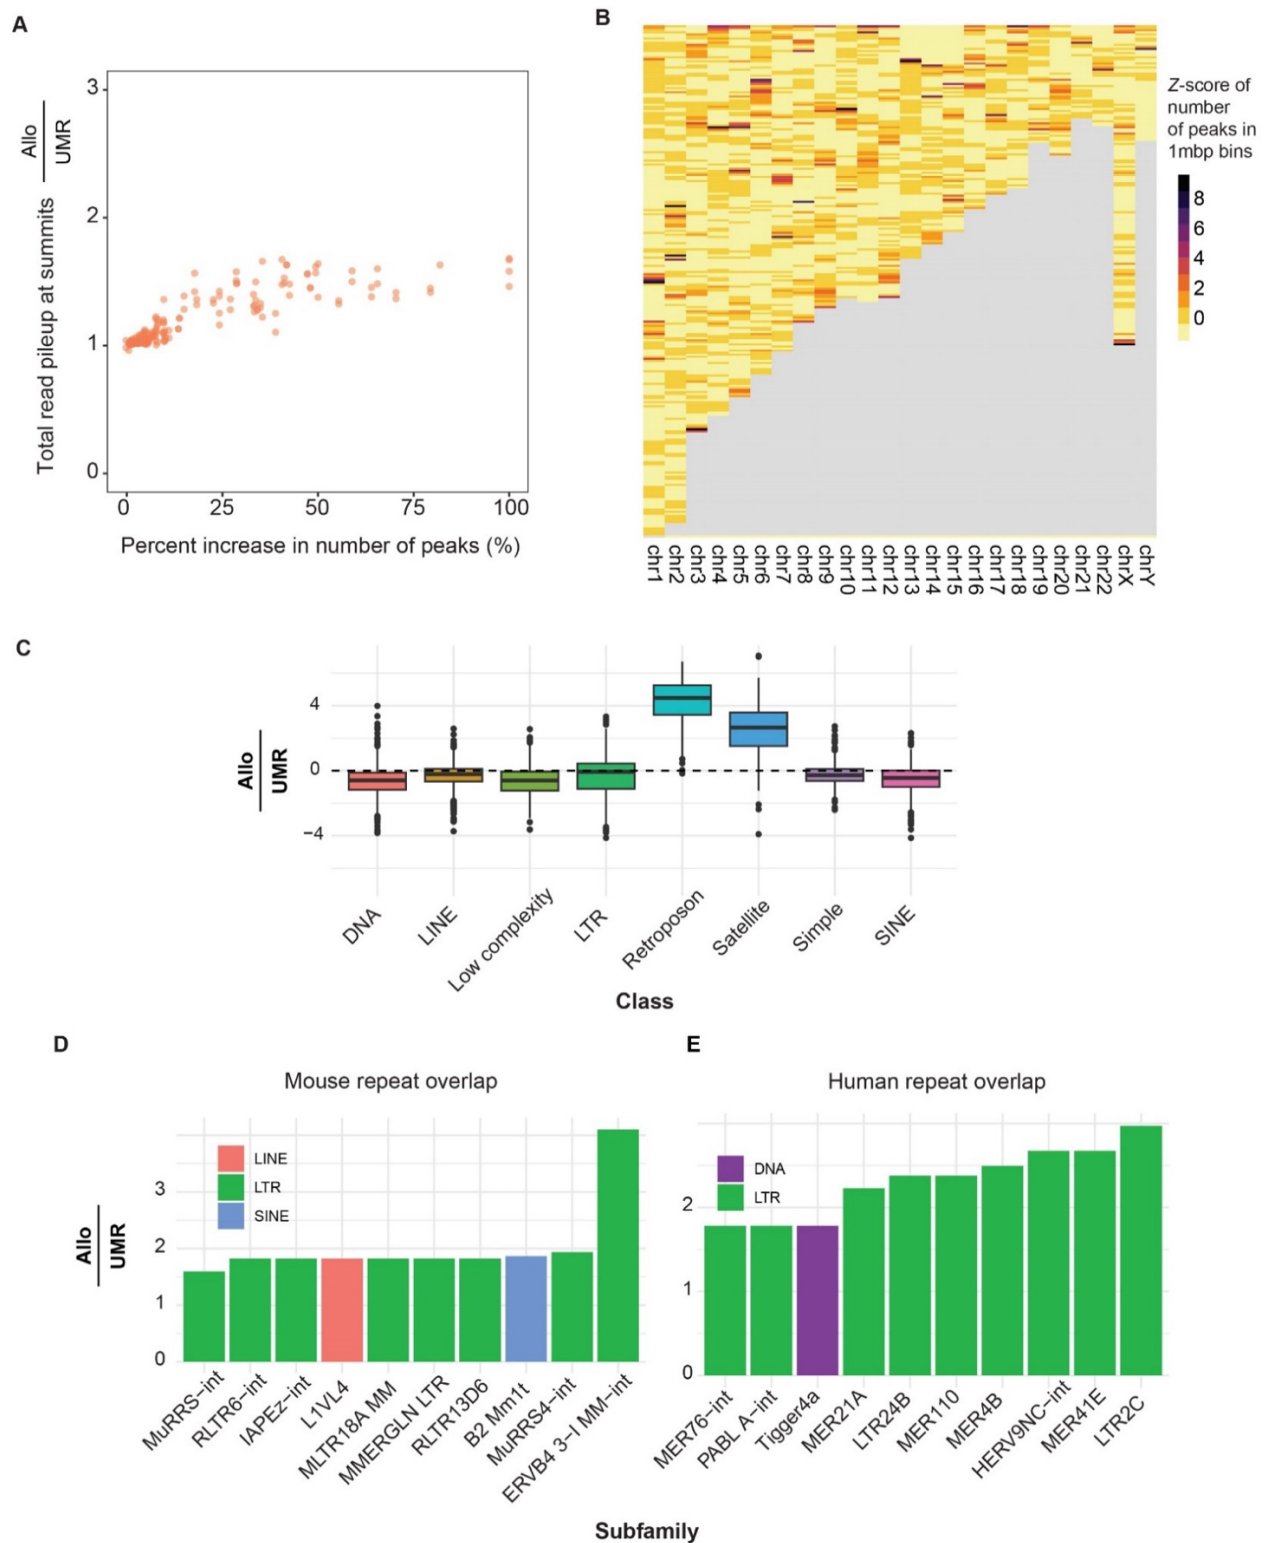 A
Total read pileup at summits
Allo
UMR
3
2
1
0
0 25 50 75 100
Percent increase in number of peaks (%)
B
Z-score of
number
of peaks in
1mbp bins
8
6
4
2
0
chr1 chr2 chr3 chr4 chr5 chr6 chr7 chr8 chr9 chr10 chr11 chr12 chr13 chr14 chr15 chr16 chr17 chr18 chr19 chr20 chr21 chr22 chrX chrY
C
Allo
UMR
4
0
−4
DNA LINE Low complexity LTR Retroposon Satellite Simple SINE
Class
D
Mouse repeat overlap
LINE
LTR
SINE
Allo
UMR
3
2
1
0
MuRRS−int RLTR6−int IAPEz−int L1VL4 MLTR18A MM MMERGLN LTR RLTR13D6 B2 Mm1t MuRRS4−int ERVB4 3−I MM−int
E
Human repeat overlap
DNA
LTR
2
1
0
MER76−int PABL A−int Tigger4a MER21A LTR24B MER110 MER4B HERV9NC−int MER41E LTR2C
Subfamily